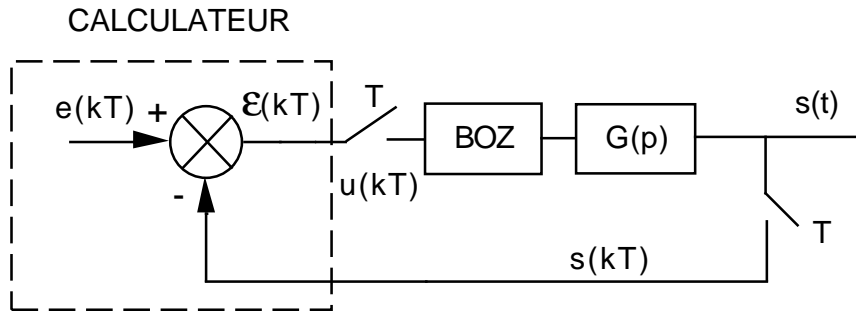 CALCULATEUR
e(kT)
+
ε(kT)
T
BOZ
G(p)
s(t)
-
u(kT)
T
s(kT)